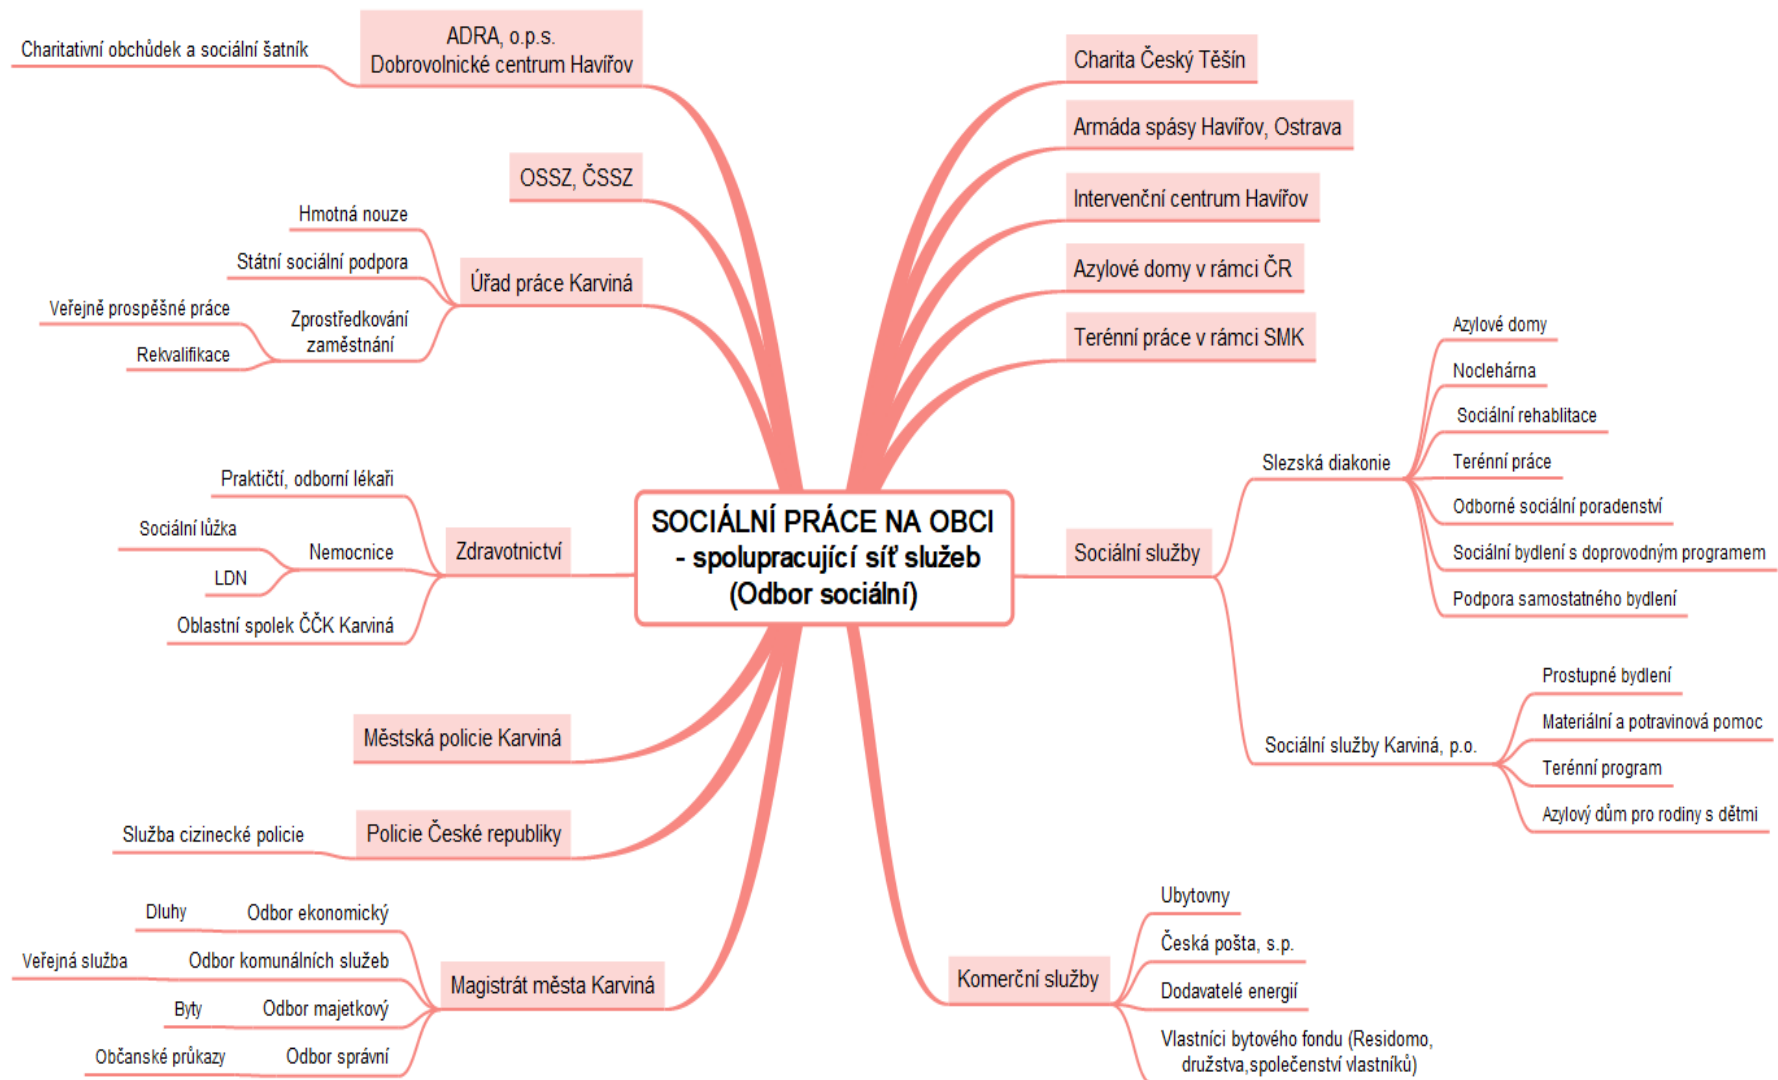 SOCIÁLNÍ PRÁCE NA OBCI
- spolupracující síť služeb
(Odbor sociální)
ADRA, o.p.s.
Dobrovolnické centrum Havířov
Charitativní obchůdek a sociální šatník
OSSZ, ČSSZ
Úřad práce Karviná
Hmotná nouze
Státní sociální podpora
Zprostředkování
zaměstnání
Veřejně prospěšné práce
Rekvalifikace
Zdravotnictví
Praktičtí, odborní lékaři
Nemocnice
Sociální lůžka
LDN
Oblastní spolek ČČK Karviná
Městská policie Karviná
Policie České republiky
Služba cizinecké policie
Magistrát města Karviná
Odbor ekonomický
Dluhy
Odbor komunálních služeb
Veřejná služba
Odbor majetkový
Byty
Odbor správní
Občanské průkazy
Charita Český Těšín
Armáda spásy Havířov, Ostrava
Intervenční centrum Havířov
Azylové domy v rámci ČR
Terénní práce v rámci SMK
Sociální služby
Slezská diakonie
Azylové domy
Noclehárna
Sociální rehablitace
Terénní práce
Odborné sociální poradenství
Sociální bydlení s doprovodným programem
Podpora samostatného bydlení
Sociální služby Karviná, p.o.
Prostupné bydlení
Materiální a potravinová pomoc
Terénní program
Azylový dům pro rodiny s dětmi
Komerční služby
Ubytovny
Česká pošta, s.p.
Dodavatelé energií
Vlastníci bytového fondu (Residomo,
družstva,společenství vlastníků)